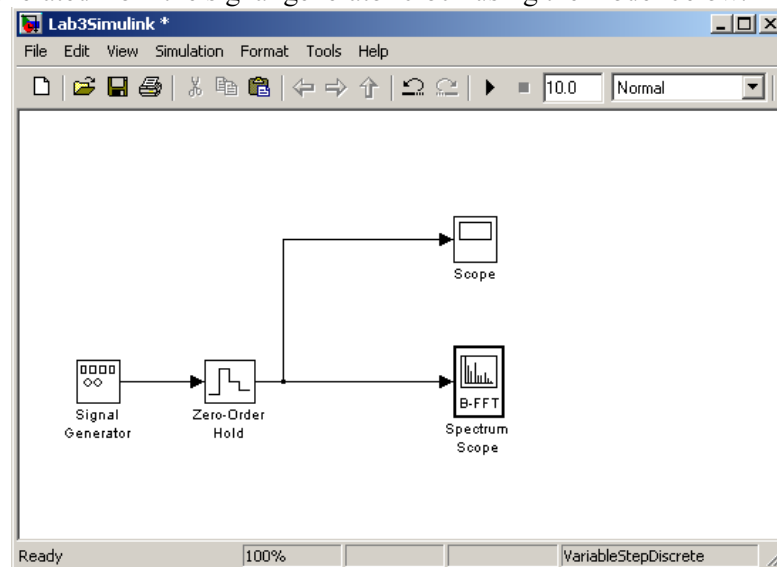 Lab3Simulink *
File Edit View Simulation Format Tools Help
10.0 Normal
Scope
B-FFT
Signal Generator
Zero-Order Hold
Spectrum Scope
Ready 100% VariableStepDiscrete